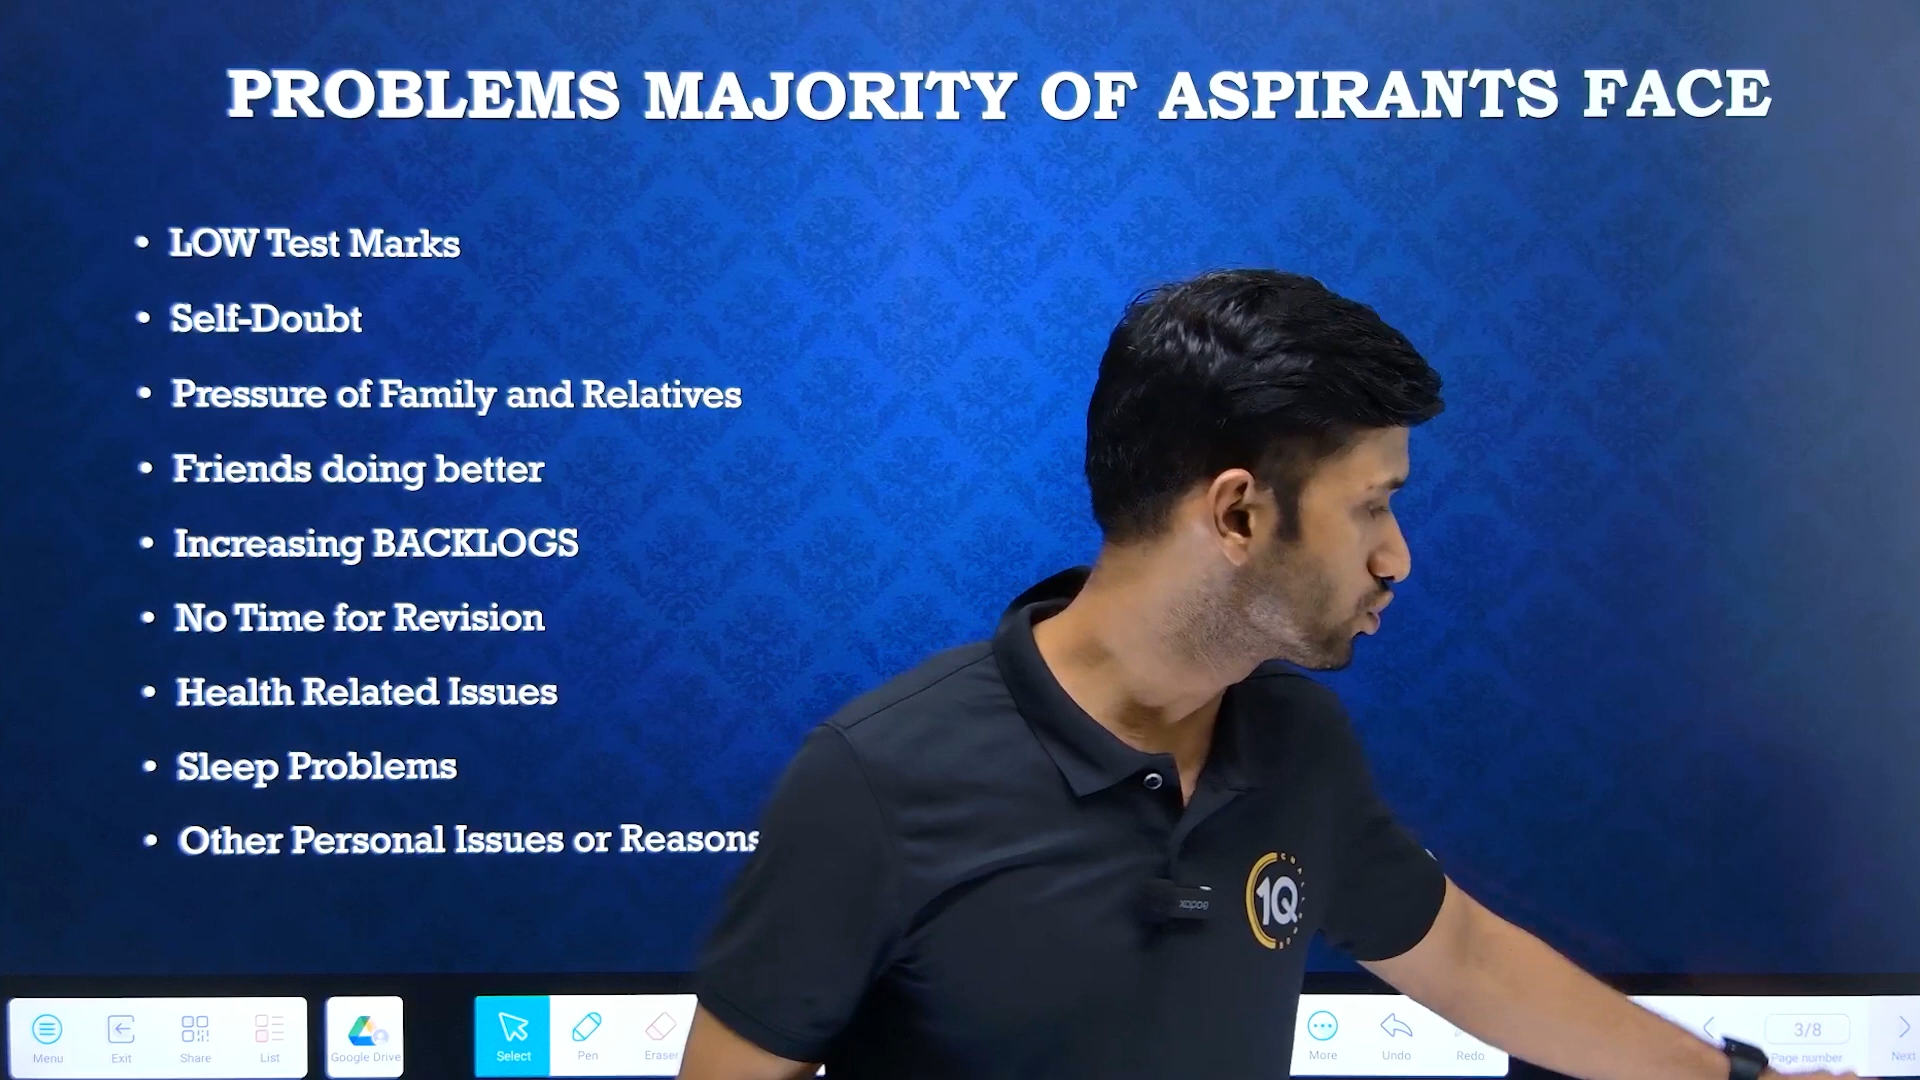 PROBLEMS MAJORITY OF ASPIRANTS FACE
• LOW Test Marks
• Self-Doubt
• Pressure of Family and Relatives
• Friends doing better
• Increasing BACKLOGS
• No Time for Revision
• Health Related Issues
• Sleep Problems
• Other Personal Issues or Reasons
1Q
Menu Exit Share List Google Drive Select Pen Eraser More Undo Redo 3/8 Page number Next